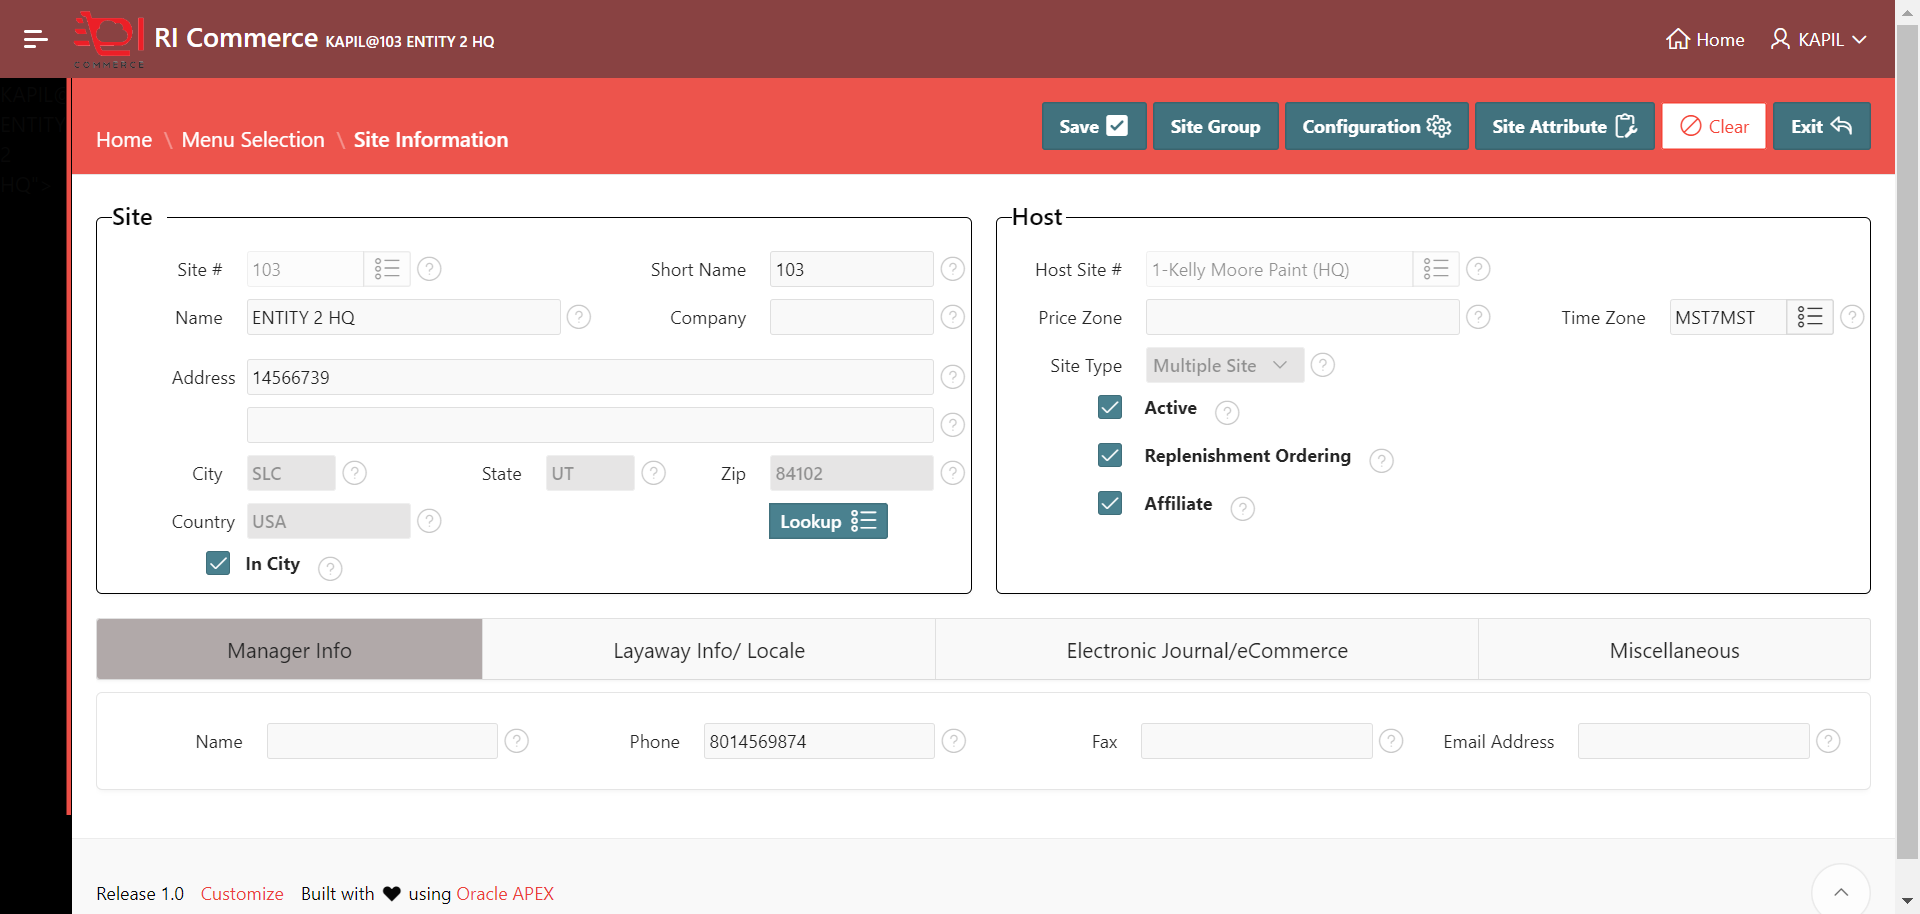 COMMERCE
RI Commerce KAPIL@103 ENTITY 2 HQ
Home
KAPIL
KAPIL@
ENTITY
2
HQ">
Home \ Menu Selection \ Site Information
Save
Site Group
Configuration
Site Attribute
Clear
Exit
Site
Site # 103 ?
Short Name 103 ?
Name ENTITY 2 HQ ?
Company ?
Address 14566739 ?
?
City SLC ?
State UT ?
Zip 84102 ?
Country USA ?
Lookup
In City ?
Host
Host Site # 1-Kelly Moore Paint (HQ) ?
Price Zone ?
Time Zone MST7MST ?
Site Type Multiple Site ?
Active ?
Replenishment Ordering ?
Affiliate ?
Manager Info
Layaway Info/ Locale
Electronic Journal/eCommerce
Miscellaneous
Name ?
Phone 8014569874 ?
Fax ?
Email Address ?
Release 1.0 Customize Built with ♥ using Oracle APEX